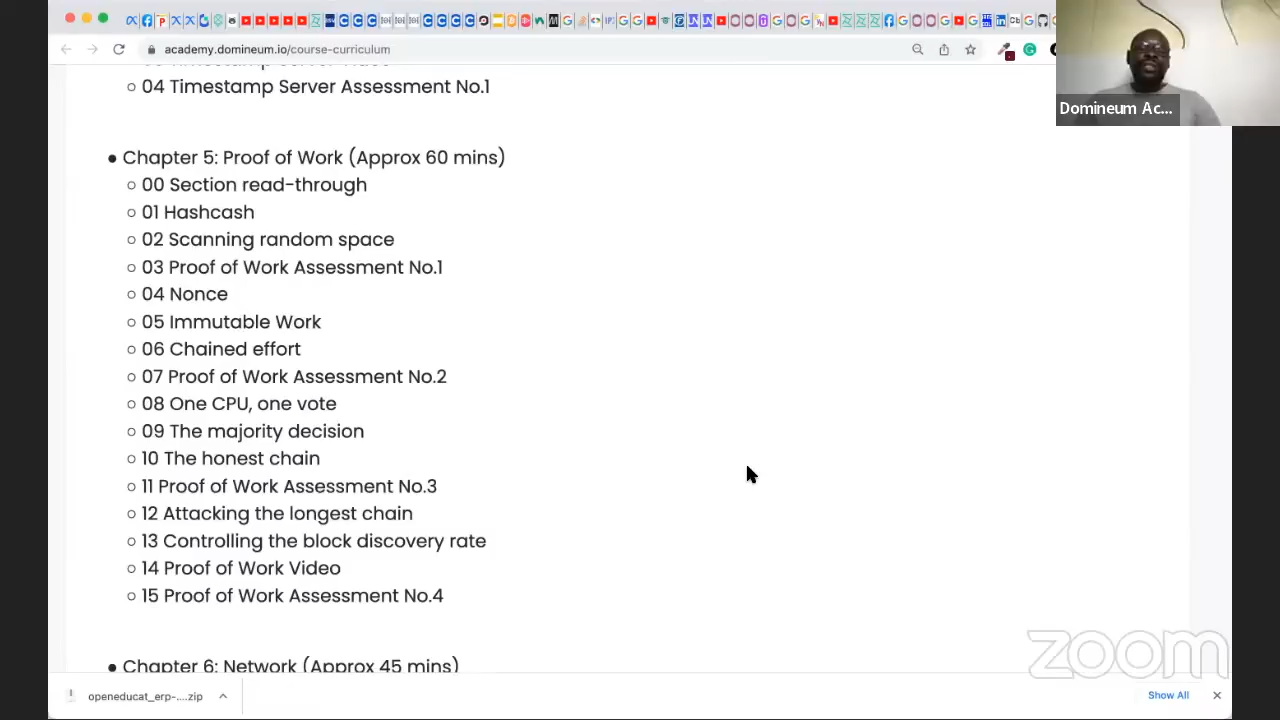 academy.domineum.io/course-curriculum
Domineum Ac...
04 Timestamp Server Assessment No.1
Chapter 5: Proof of Work (Approx 60 mins)
00 Section read-through
01 Hashcash
02 Scanning random space
03 Proof of Work Assessment No.1
04 Nonce
05 Immutable Work
06 Chained effort
07 Proof of Work Assessment No.2
08 One CPU, one vote
09 The majority decision
10 The honest chain
11 Proof of Work Assessment No.3
12 Attacking the longest chain
13 Controlling the block discovery rate
14 Proof of Work Video
15 Proof of Work Assessment No.4
Chapter 6: Network (Approx 45 mins)
zoom
openeducat_erp-....zip
Show All